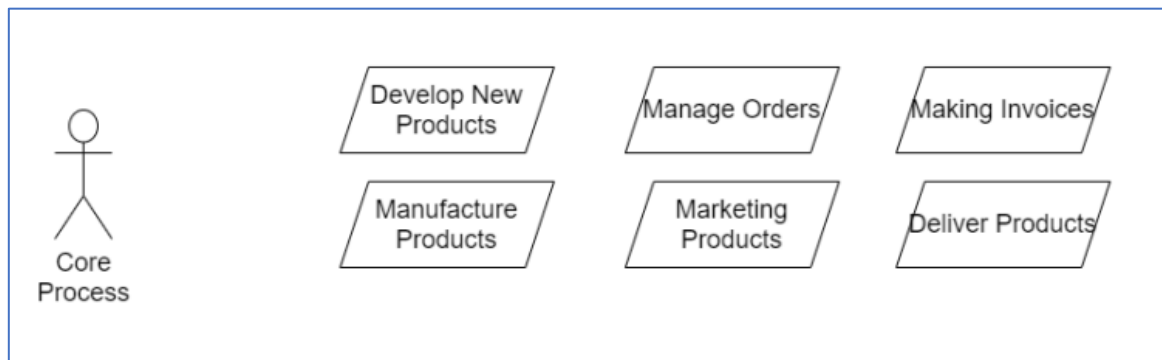 Develop New
Products
Manage Orders
Making Invoices
Manufacture
Products
Marketing
Products
Deliver Products
Core
Process